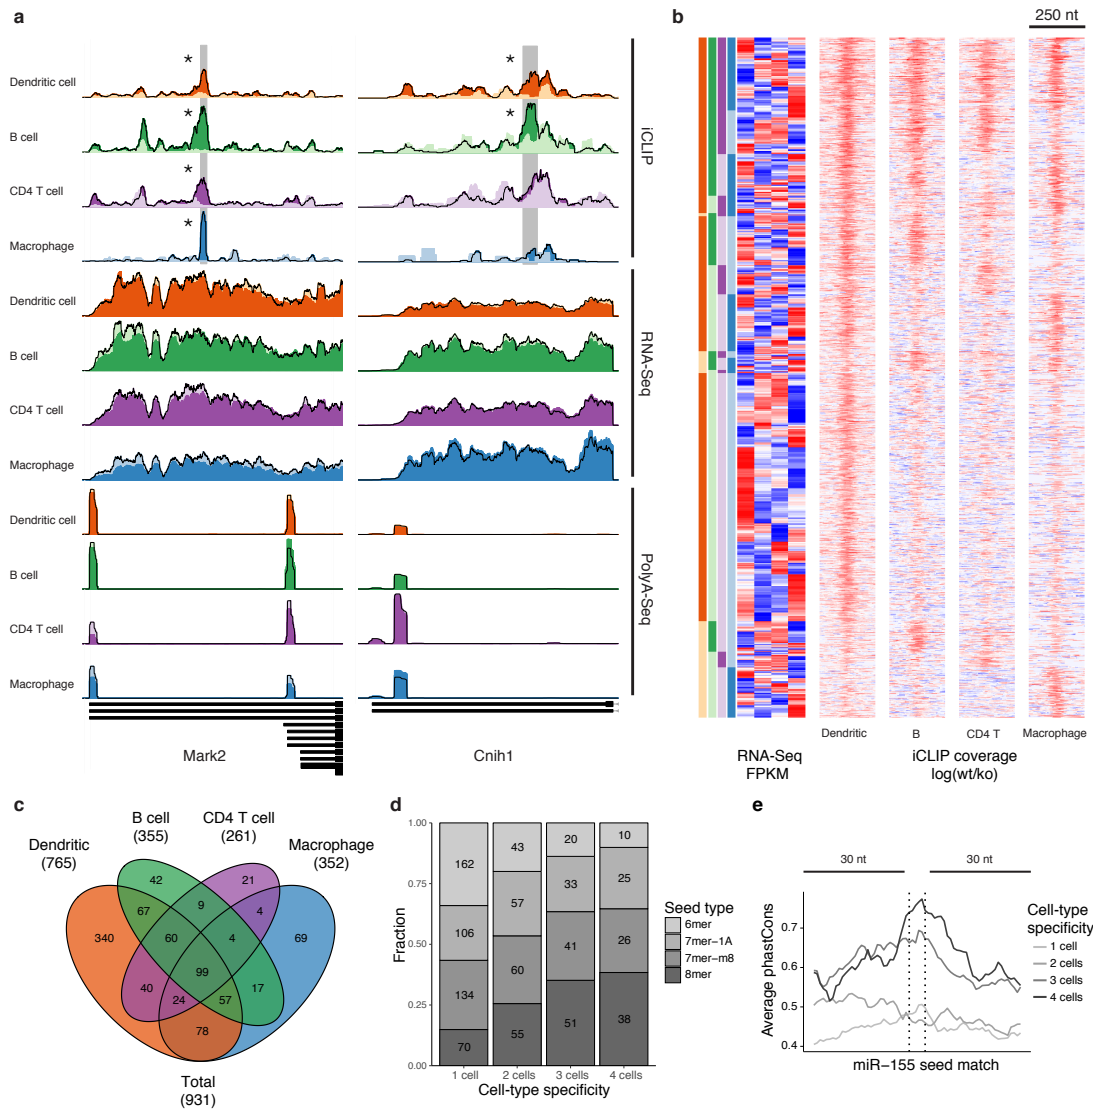 a
Dendritic cell
B cell
CD4 T cell
Macrophage
*
*
*
*
*
*
iCLIP
Dendritic cell
B cell
CD4 T cell
Macrophage
RNA-Seq
Dendritic cell
B cell
CD4 T cell
Macrophage
PolyA-Seq
Mark2
Cnih1
b
250 nt
Dendritic
B
CD4 T
Macrophage
RNA-Seq
FPKM
iCLIP coverage
log(wt/ko)
c
B cell
(355)
CD4 T cell
(261)
Dendritic
(765)
Macrophage
(352)
42
21
67
9
4
340
60
4
69
99
40
24
57
17
78
Total
(931)
d
Fraction
1.00
0.75
0.50
0.25
0.00
162
106
134
70
43
57
60
55
20
33
41
51
10
25
26
38
1 cell
2 cells
3 cells
4 cells
Cell-type specificity
Seed type
6mer
7mer−1A
7mer−m8
8mer
e
30 nt
30 nt
Average phastCons
0.7
0.6
0.5
0.4
miR−155 seed match
Cell-type
specificity
1 cell
2 cells
3 cells
4 cells